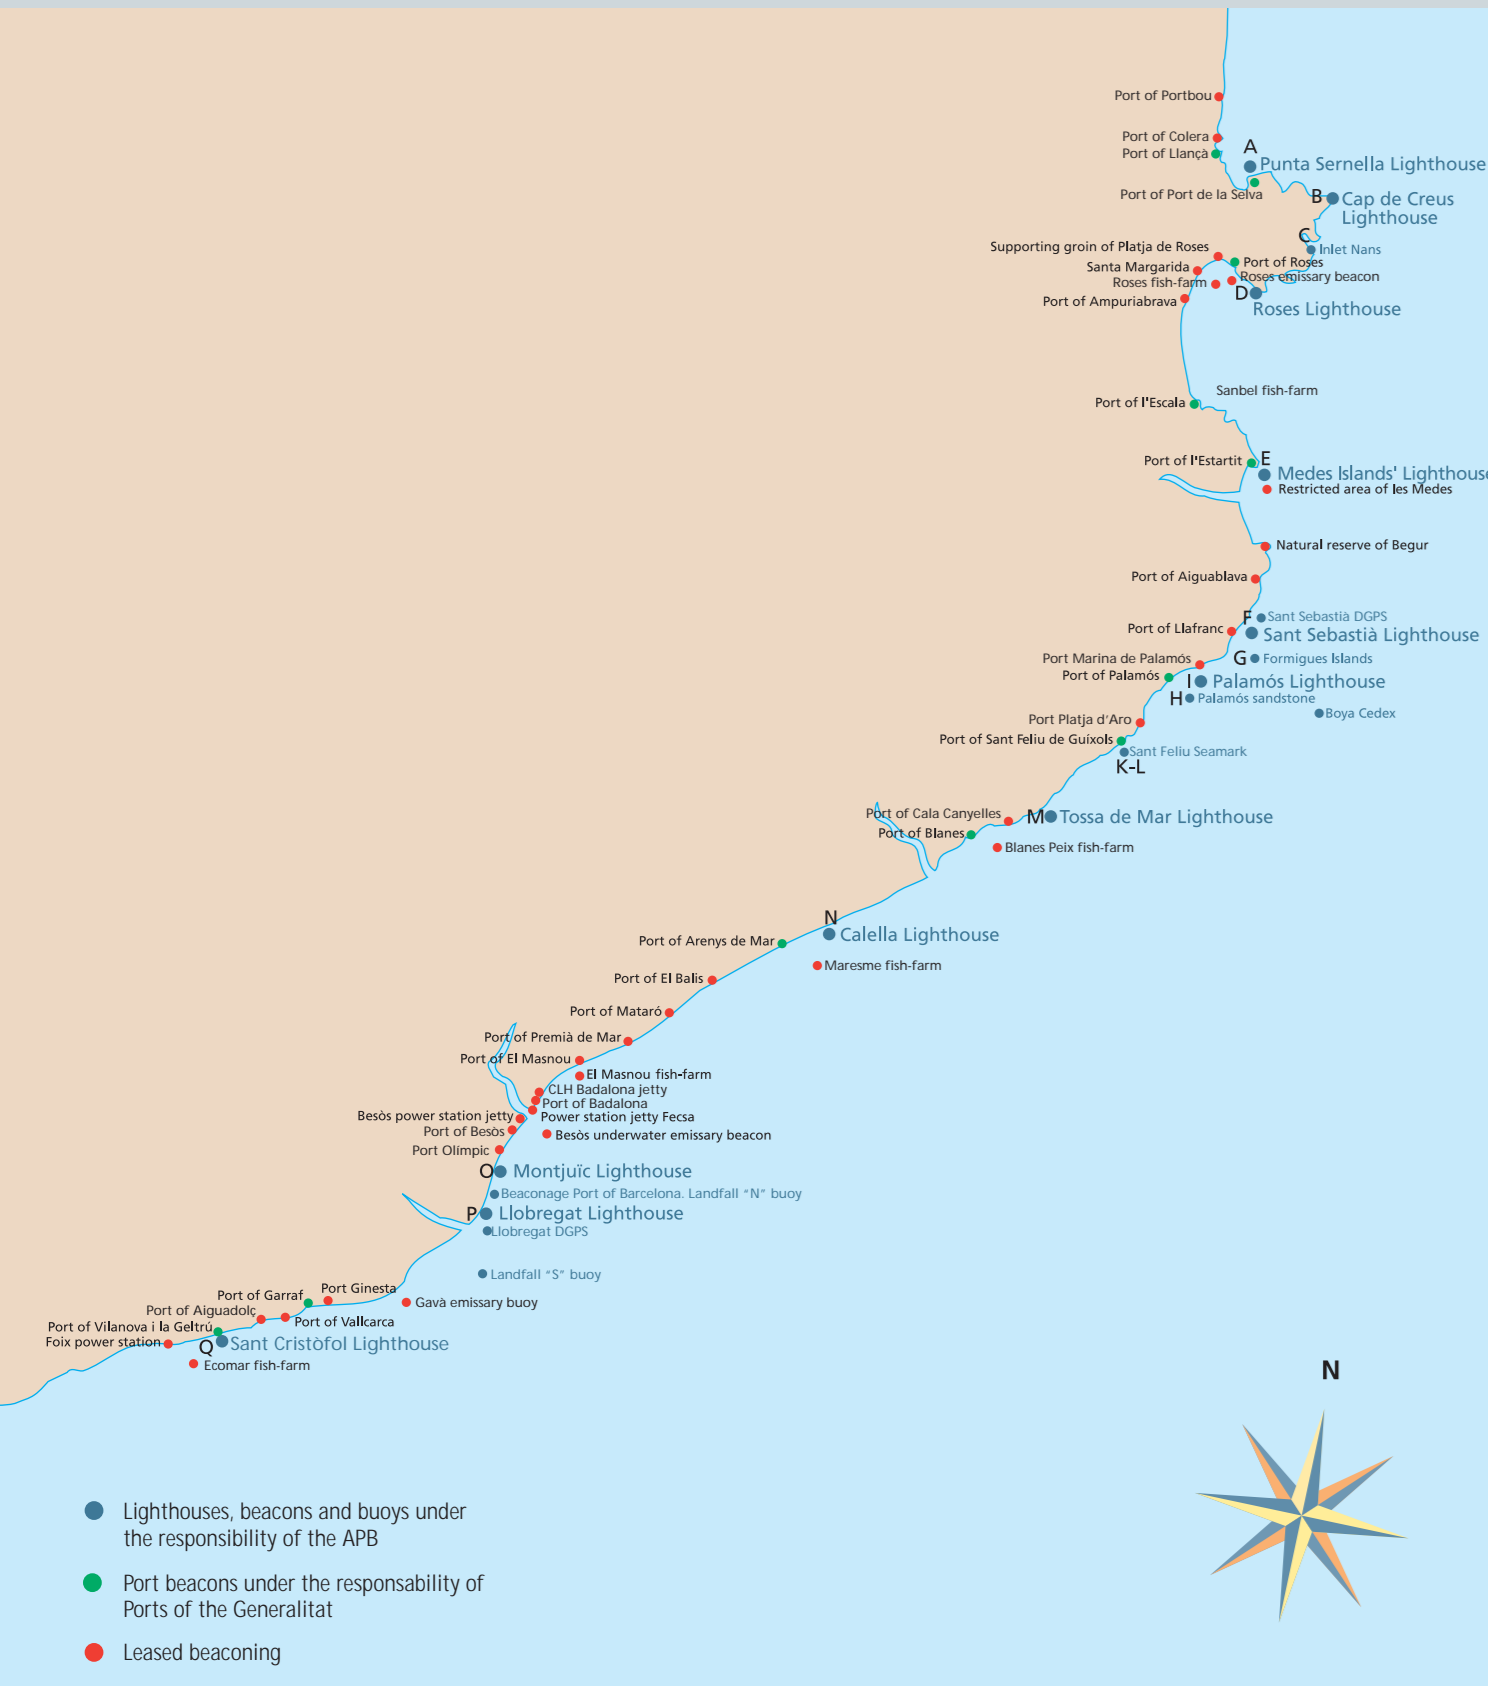 Port of Portbou
Port of Colera
A
Port of Llançà
Punta Sernella Lighthouse
Port of Port de la Selva
B
Cap de Creus
Lighthouse
C
Inlet Nans
Supporting groin of Platja de Roses
Port of Roses
Santa Margarida
Roses emissary beacon
Roses fish-farm
D
Port of Ampuriabrava
Roses Lighthouse
Sanbel fish-farm
Port of l'Escala
Port of l'Estartit
E
Medes Islands' Lighthouse
Restricted area of les Medes
Natural reserve of Begur
Port of Aiguablava
F
Sant Sebastià DGPS
Port of Llafranc
Sant Sebastià Lighthouse
Port Marina de Palamós
G
Formigues Islands
Port of Palamós
I
Palamós Lighthouse
H
Palamós sandstone
Boya Cedex
Port Platja d'Aro
Port of Sant Feliu de Guíxols
Sant Feliu Seamark
K-L
Port of Cala Canyelles
M
Tossa de Mar Lighthouse
Port of Blanes
Blanes Peix fish-farm
N
Calella Lighthouse
Port of Arenys de Mar
Maresme fish-farm
Port of El Balis
Port of Mataró
Port of Premià de Mar
Port of El Masnou
El Masnou fish-farm
CLH Badalona jetty
Port of Badalona
Besòs power station jetty
Power station jetty Fecsa
Port of Besòs
Besòs underwater emissary beacon
Port Olímpic
O
Montjuïc Lighthouse
Beaconage Port of Barcelona. Landfall “N” buoy
P
Llobregat Lighthouse
Llobregat DGPS
Landfall “S” buoy
Port Ginesta
Port of Garraf
Gavà emissary buoy
Port of Aiguadolç
Port of Vallcarca
Port of Vilanova i la Geltrú
Foix power station
Q
Sant Cristòfol Lighthouse
Ecomar fish-farm
N
Lighthouses, beacons and buoys under
the responsibility of the APB
Port beacons under the responsability of
Ports of the Generalitat
Leased beaconing